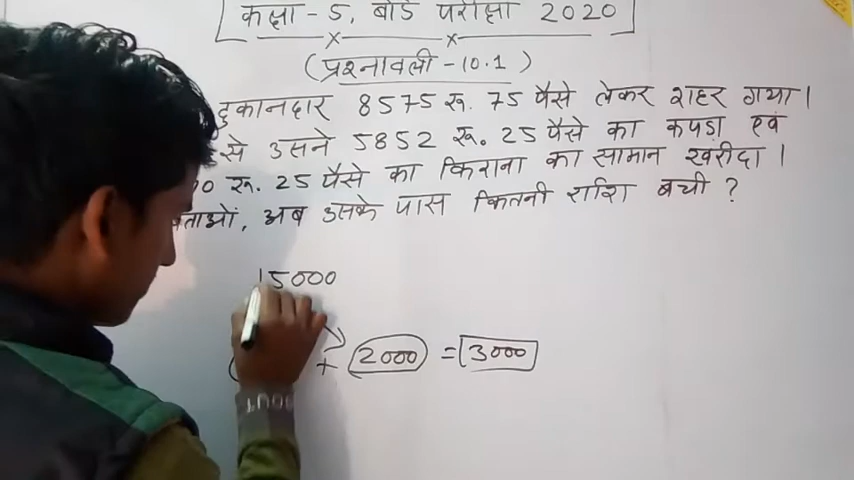 कक्षा - 5, बोर्ड परीक्षा 2020
(प्रश्नावली - 10.1)
दुकानदार 8575 रू. 75 पैसे लेकर शहर गया।
से उसने 5852 रू. 25 पैसे का कपडा एवं
रू. 25 पैसे का किराना का सामान खरीदा।
बताओं, अब उसके पास कितनी राशि बची ?
15000
+ 2000 = 3000